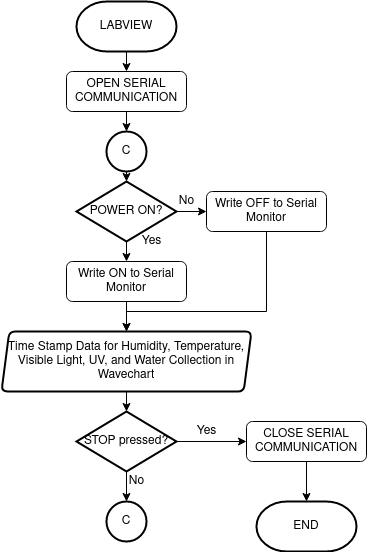 LABVIEW
OPEN SERIAL
COMMUNICATION
C
POWER ON?
No
Write OFF to Serial
Monitor
Yes
Write ON to Serial
Monitor
Time Stamp Data for Humidity, Temperature,
Visible Light, UV, and Water Collection in
Wavechart
STOP pressed?
Yes
CLOSE SERIAL
COMMUNICATION
No
C
END